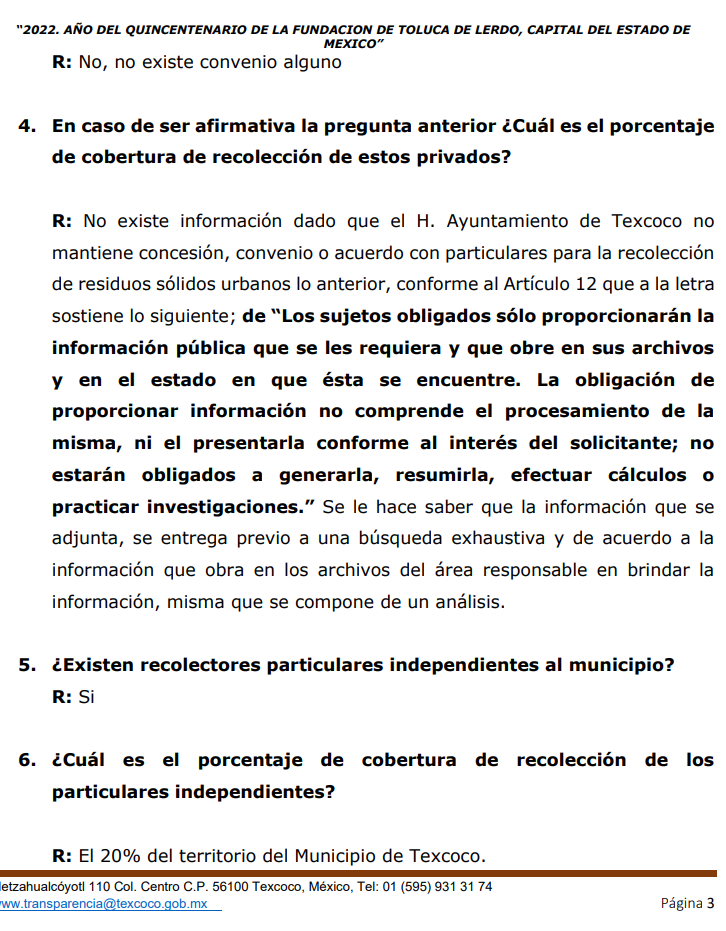 “2022. AÑO DEL QUINCENTENARIO DE LA FUNDACION DE TOLUCA DE LERDO, CAPITAL DEL ESTADO DE
MEXICO”
R: No, no existe convenio alguno
4. En caso de ser afirmativa la pregunta anterior ¿Cuál es el porcentaje
de cobertura de recolección de estos privados?
R: No existe información dado que el H. Ayuntamiento de Texcoco no
mantiene concesión, convenio o acuerdo con particulares para la recolección
de residuos sólidos urbanos lo anterior, conforme al Artículo 12 que a la letra
sostiene lo siguiente; de “Los sujetos obligados sólo proporcionarán la
información pública que se les requiera y que obre en sus archivos
y en el estado en que ésta se encuentre. La obligación de
proporcionar información no comprende el procesamiento de la
misma, ni el presentarla conforme al interés del solicitante; no
estarán obligados a generarla, resumirla, efectuar cálculos o
practicar investigaciones.” Se le hace saber que la información que se
adjunta, se entrega previo a una búsqueda exhaustiva y de acuerdo a la
información que obra en los archivos del área responsable en brindar la
información, misma que se compone de un análisis.
5. ¿Existen recolectores particulares independientes al municipio?
R: Si
6. ¿Cuál es el porcentaje de cobertura de recolección de los
particulares independientes?
R: El 20% del territorio del Municipio de Texcoco.
letzahualcóyotl 110 Col. Centro C.P. 56100 Texcoco, México, Tel: 01 (595) 931 31 74
ww.transparencia@texcoco.gob.mx Página 3